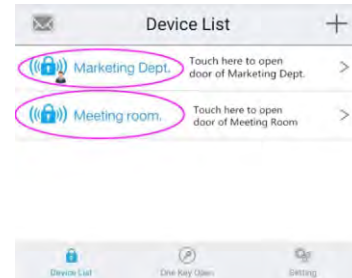 Device List
Marketing Dept.
Touch here to open
door of Marketing Dept.
Meeting room.
Touch here to open
door of Meeting Room
Device List
One Key Open
Setting